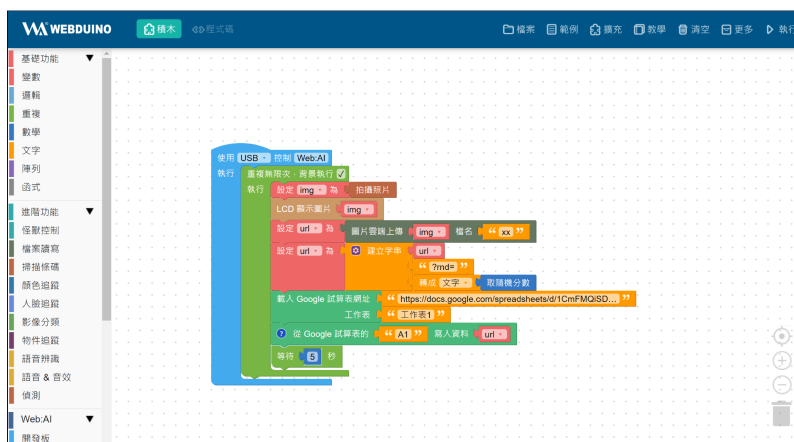 WEBDUINO 積木 程式碼 檔案 範例 擴充 教學 清空 更多 執行
基礎功能
變數
邏輯
重複
數學
文字
陣列
函式
進階功能
怪獸控制
檔案讀寫
掃描條碼
顏色追蹤
人臉追蹤
影像分類
物件追蹤
語音辨識
語音 & 音效
偵測
Web:AI
開發板
使用 USB 控制 Web:AI
執行 重複無限次,背景執行
執行 設定 img 為 拍攝照片
LCD 顯示圖片 img
設定 url 為 圖片雲端上傳 img 檔名 “ xx ”
設定 url 為 建立字串 url
“ ?rnd= ”
轉成 文字 取隨機分數
載入 Google 試算表網址 “ https://docs.google.com/spreadsheets/d/1CmFMQiSD... ”
工作表 “ 工作表1 ”
? 從 Google 試算表的 “ A1 ” 寫入資料 url
等待 5 秒